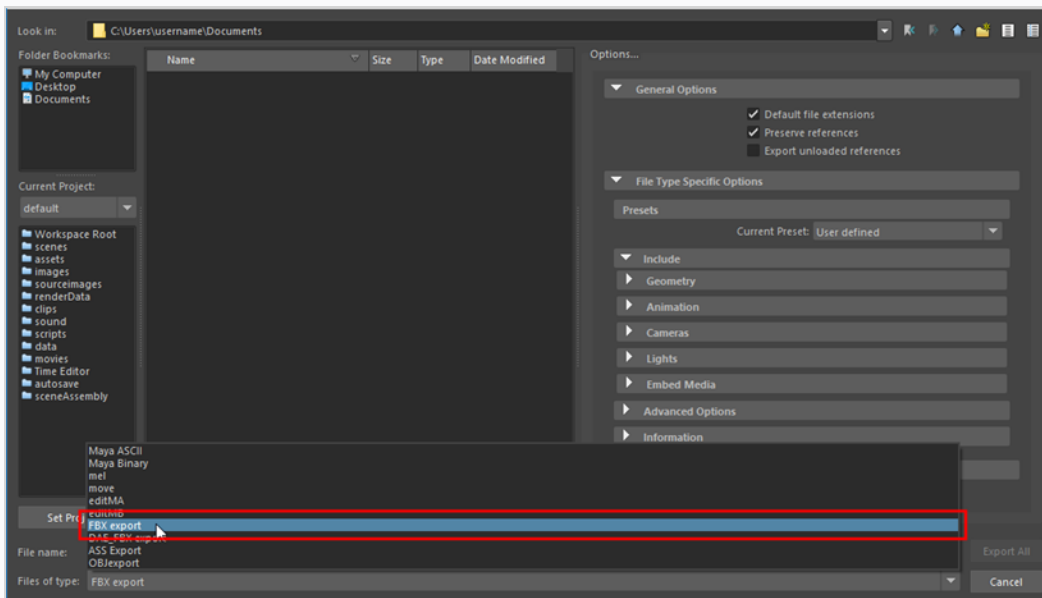 Look in:
C:\Users\username\Documents
Folder Bookmarks:
My Computer
Desktop
Documents
Current Project:
default
Workspace Root
scenes
assets
images
sourceimages
renderData
clips
sound
scripts
data
movies
Time Editor
autosave
sceneAssembly
Set Proj
Name Size Type Date Modified
Options...
General Options
Default file extensions
Preserve references
Export unloaded references
File Type Specific Options
Presets
Current Preset: User defined
Include
Geometry
Animation
Cameras
Lights
Embed Media
Advanced Options
Information
Maya ASCII
Maya Binary
mel
move
editMA
editMB
FBX export
DAE_FBX export
ASS Export
OBJexport
File name:
Export All
Files of type: FBX export
Cancel